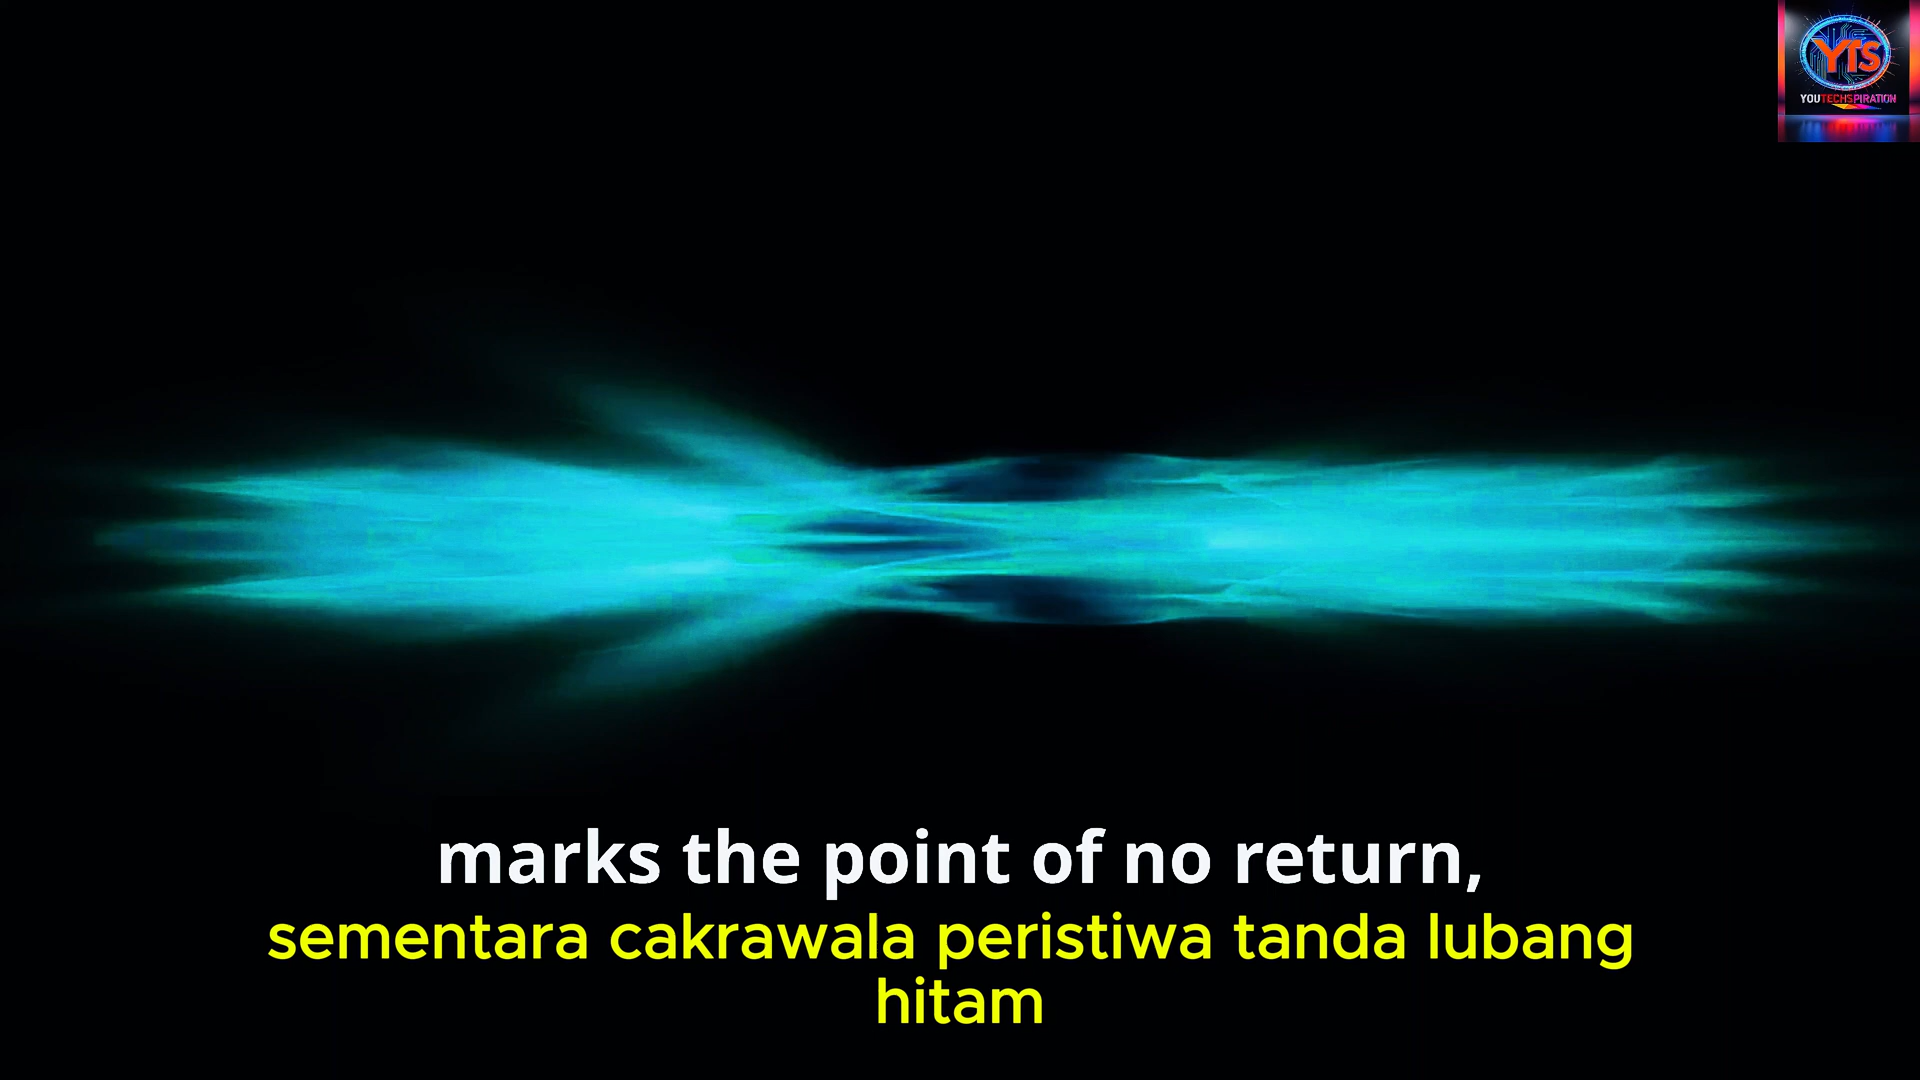 YTS
YOUTECHSPIRATION
marks the point of no return,
sementara cakrawala peristiwa tanda lubang
hitam